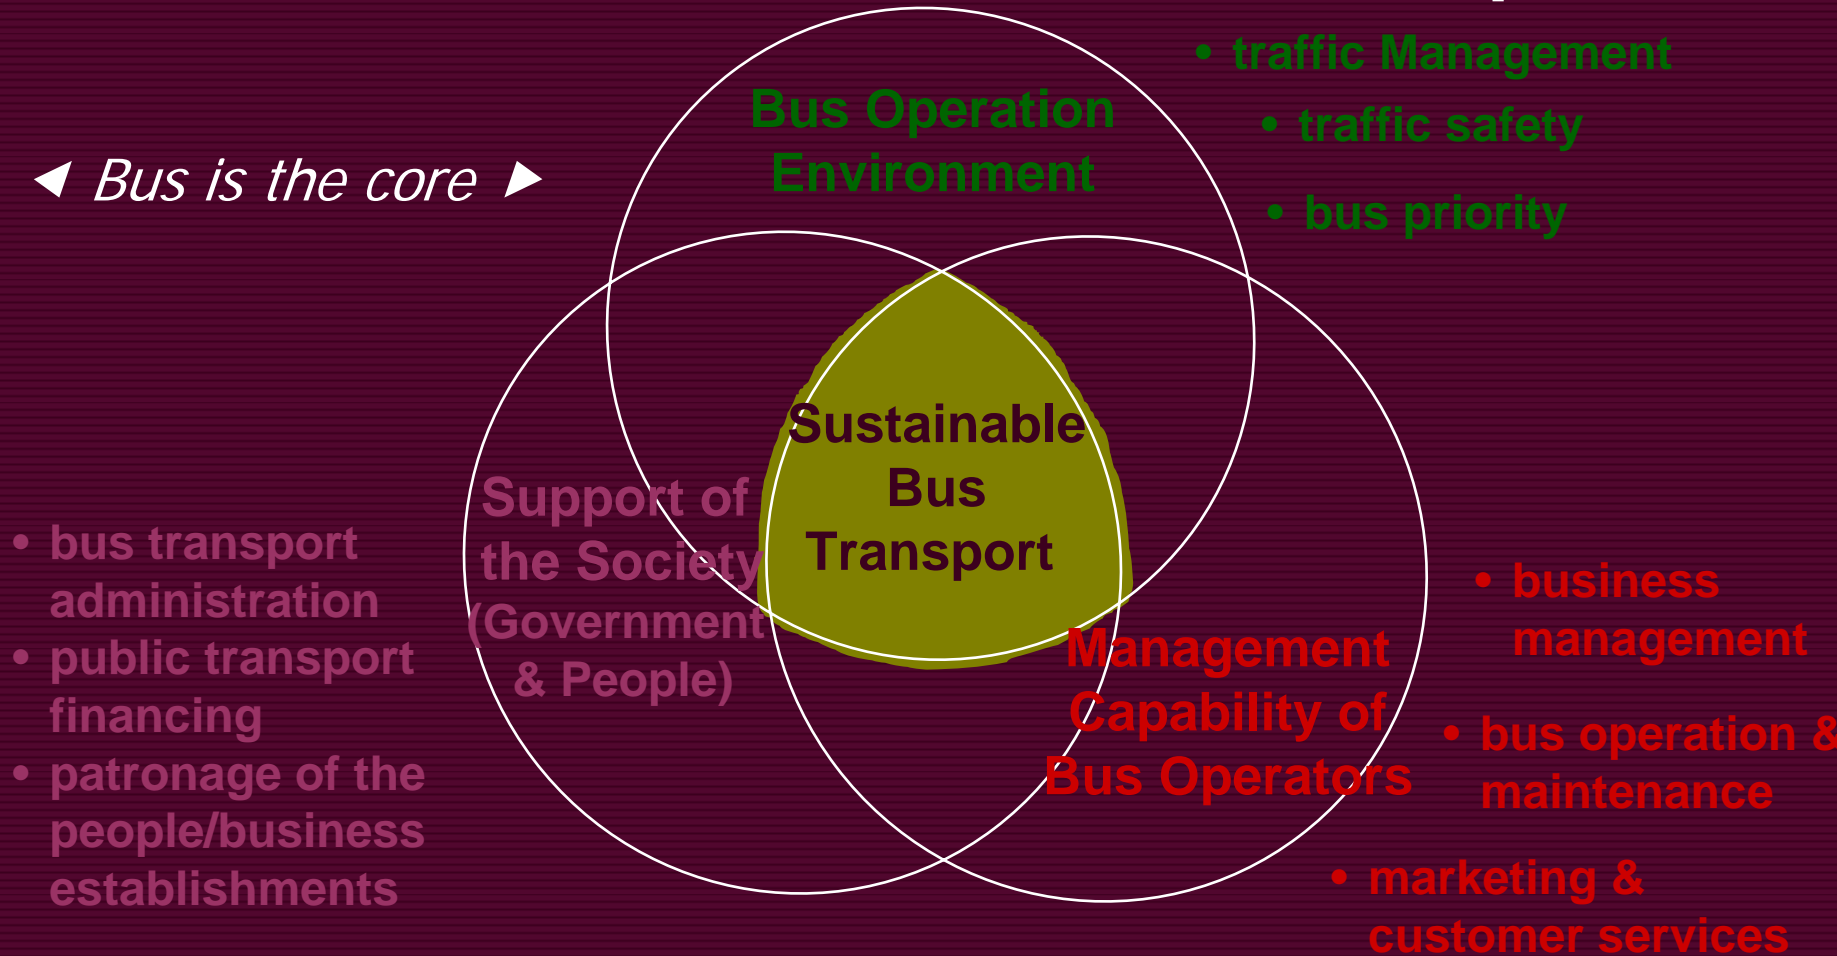 • traffic Management
• traffic safety
• bus priority
Bus Operation
Environment
◄ Bus is the core ►
Sustainable
Bus
Transport
Support of
the Society
(Government
& People)
• bus transport
administration
• public transport
financing
• patronage of the
people/business
establishments
Management
Capability of
Bus Operators
• business
management
• bus operation &
maintenance
• marketing &
customer services